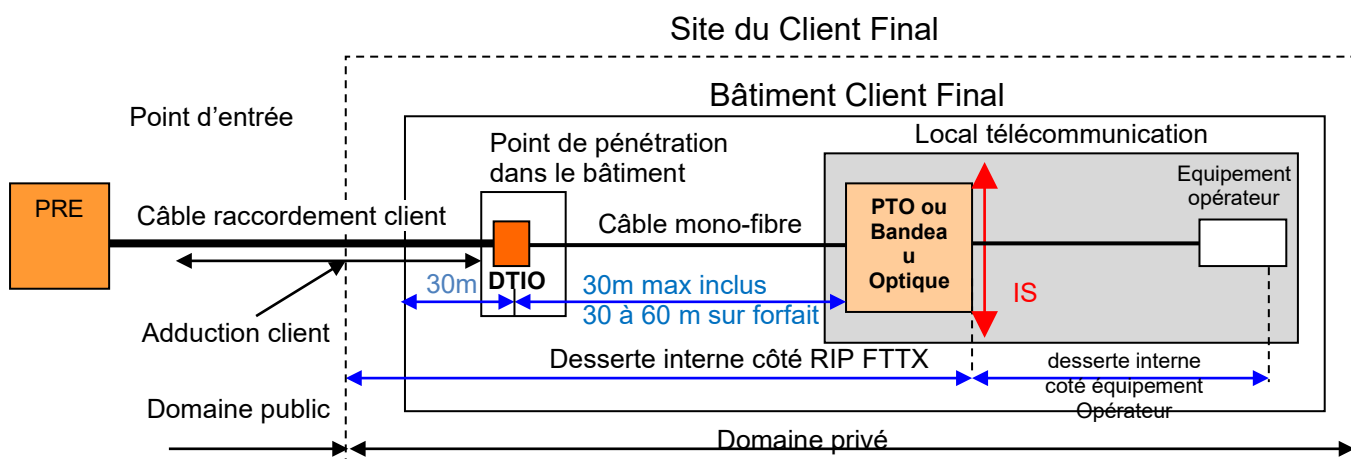 Site du Client Final
Bâtiment Client Final
Point d'entrée
Point de pénétration
dans le bâtiment
Local télécommunication
Equipement
opérateur
PRE
Câble raccordement client
Câble mono-fibre
PTO ou
Bandea
u
Optique
DTIO
30m
30m max inclus
30 à 60 m sur forfait
IS
Adduction client
Desserte interne côté RIP FTTX
desserte interne
coté équipement
Opérateur
Domaine public
Domaine privé